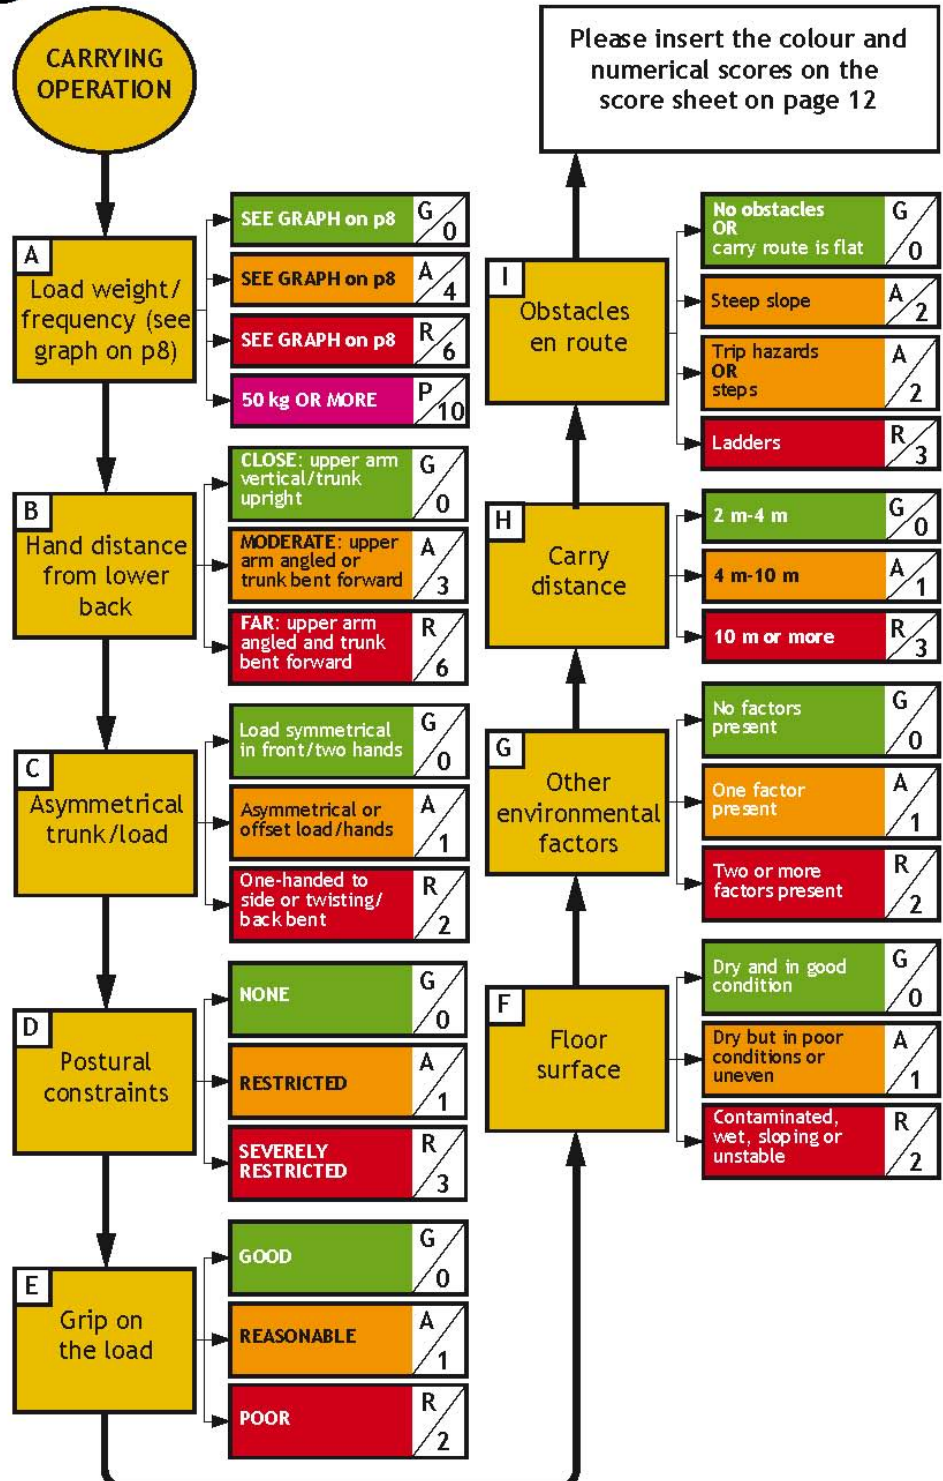 CARRYING
OPERATION
A
Load weight/
frequency (see
graph on p8)
SEE GRAPH on p8
G
0
SEE GRAPH on p8
A
4
SEE GRAPH on p8
R
6
50 kg OR MORE
P
10
B
Hand distance
from lower
back
CLOSE: upper arm
vertical/trunk
upright
G
0
MODERATE: upper
arm angled or
trunk bent forward
A
3
FAR: upper arm
angled and trunk
bent forward
R
6
C
Asymmetrical
trunk/load
Load symmetrical
in front/two hands
G
0
Asymmetrical or
offset load/hands
A
1
One-handed to
side or twisting/
back bent
R
2
D
Postural
constraints
NONE
G
0
RESTRICTED
A
1
SEVERELY
RESTRICTED
R
3
E
Grip on
the load
GOOD
G
0
REASONABLE
A
1
POOR
R
2
F
Floor
surface
Dry and in good
condition
G
0
Dry but in poor
conditions or
uneven
A
1
Contaminated,
wet, sloping or
unstable
R
2
G
Other
environmental
factors
No factors
present
G
0
One factor
present
A
1
Two or more
factors present
R
2
H
Carry
distance
2 m-4 m
G
0
4 m-10 m
A
1
10 m or more
R
3
I
Obstacles
en route
No obstacles
OR
carry route is flat
G
0
Steep slope
A
2
Trip hazards
OR
steps
A
2
Ladders
R
3
Please insert the colour and
numerical scores on the
score sheet on page 12